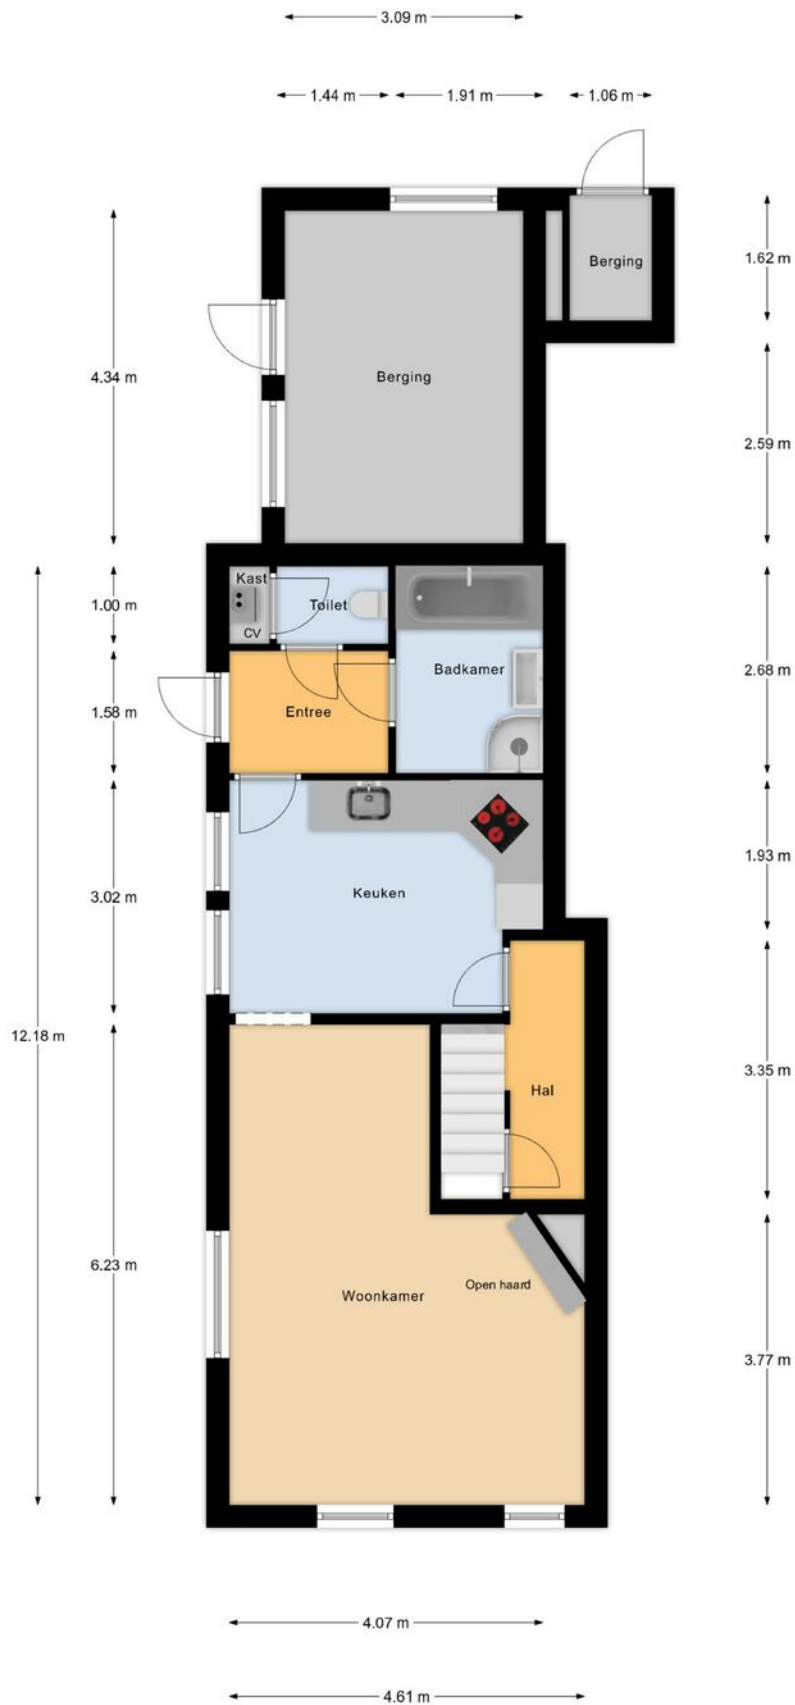 3.09 m
1.44 m
1.91 m
1.06 m
Berging
1.62 m
4.34 m
Berging
2.59 m
Kast
1.00 m
Toilet
CV
Badkamer
2.68 m
1.58 m
Entree
1.93 m
3.02 m
Keuken
12.18 m
3.35 m
Hal
6.23 m
Open haard
Woonkamer
3.77 m
4.07 m
4.61 m